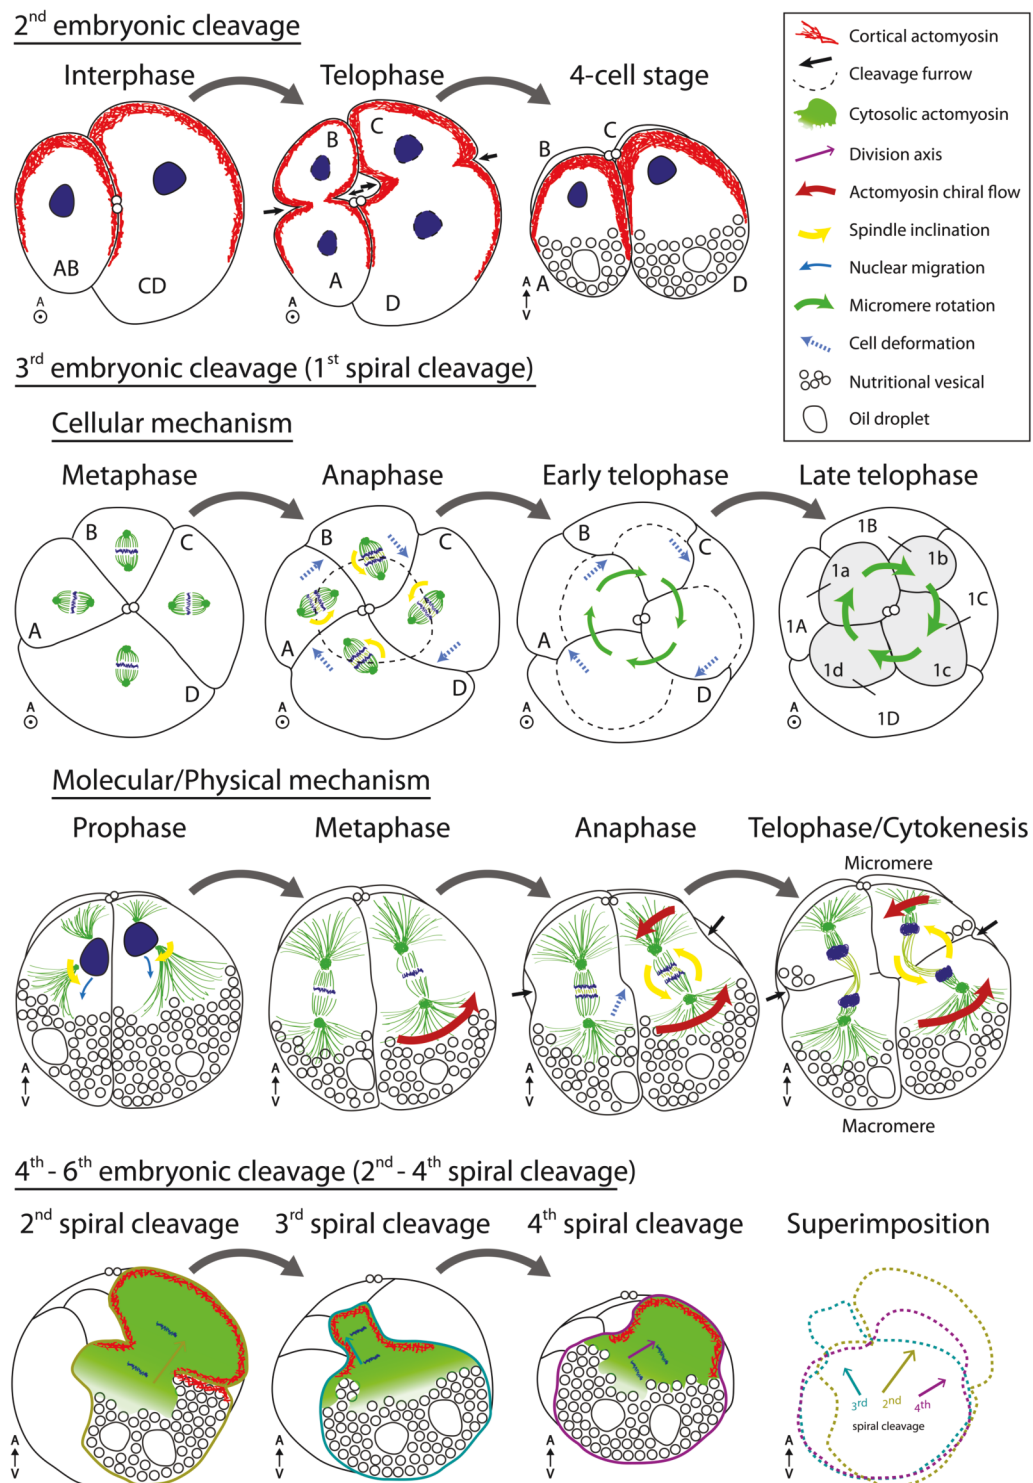 2nd embryonic cleavage
Interphase
Telophase
4-cell stage
AB
CD
A
B
C
A
D
A
B
C
A
D
A
V
Cortical actomyosin
Cleavage furrow
Cytosolic actomyosin
Division axis
Actomyosin chiral flow
Spindle inclination
Nuclear migration
Micromere rotation
Cell deformation
Nutritional vesical
Oil droplet
3rd embryonic cleavage (1st spiral cleavage)
Cellular mechanism
Metaphase
Anaphase
Early telophase
Late telophase
B
C
A
D
A
B
C
A
D
A
B
C
A
D
A
1B
1b
1a
1C
1A
1d
1c
1D
A
Molecular/Physical mechanism
Prophase
Metaphase
Anaphase
Telophase/Cytokenesis
Micromere
A
V
A
V
A
V
A
V
Macromere
4th - 6th embryonic cleavage (2nd - 4th spiral cleavage)
2nd spiral cleavage
3rd spiral cleavage
4th spiral cleavage
Superimposition
3rd
2nd
4th
spiral cleavage
A
V
A
V
A
V
A
V